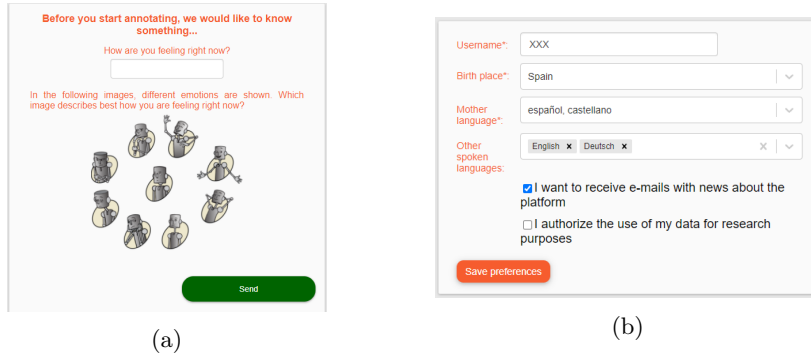 Before you start annotating, we would like to know
something...
How are you feeling right now?
In the following images, different emotions are shown. Which
image describes best how you are feeling right now?
Send
(a)
Username*:
XXX
Birth place*:
Spain
Mother
language*:
español, castellano
Other
spoken
languages:
English ×
Deutsch ×
I want to receive e-mails with news about the
platform
I authorize the use of my data for research
purposes
Save preferences
(b)